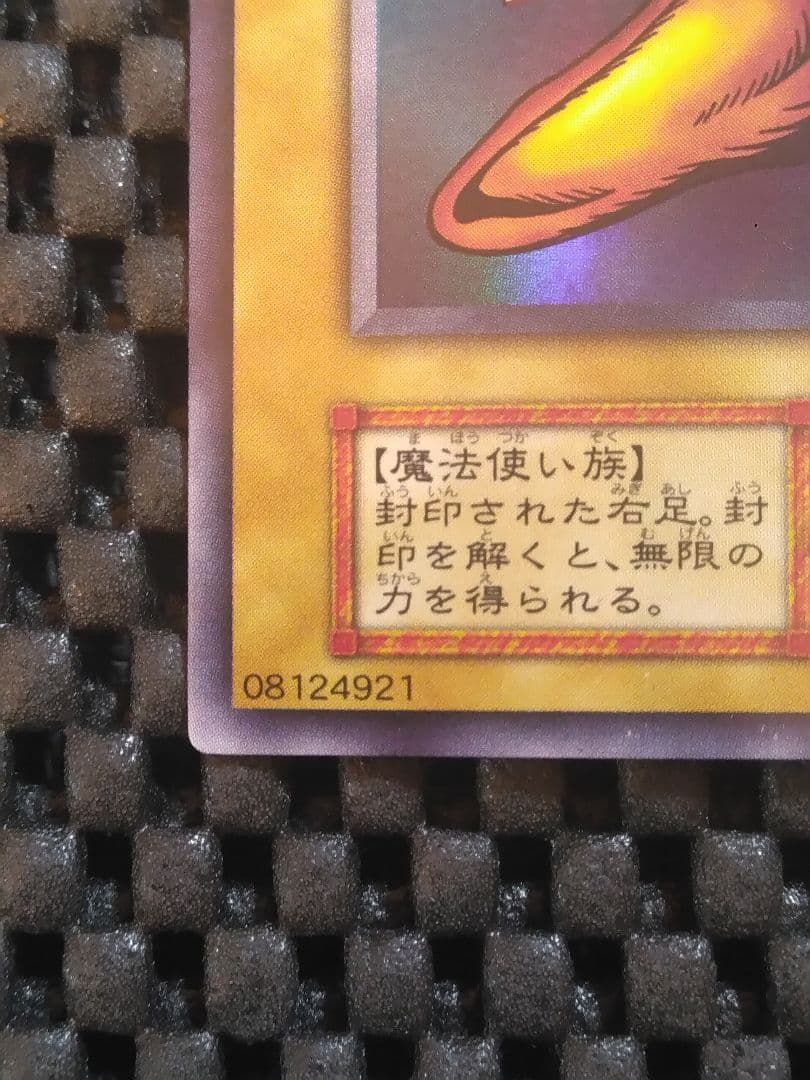 【魔法使い族】
封印された右足。封
印を解くと、無限の
力を得られる。
08124921